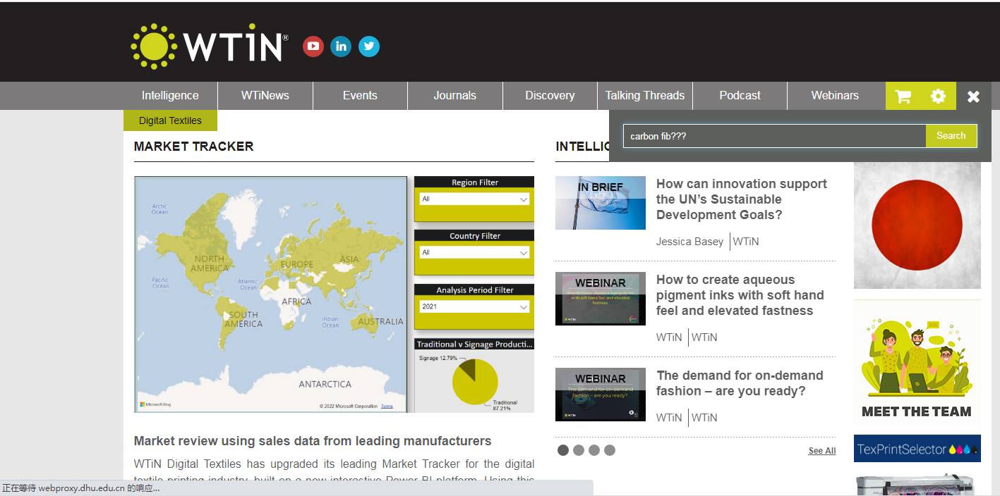 WTiN®
Intelligence
WTiNews
Events
Journals
Discovery
Talking Threads
Podcast
Webinars
Digital Textiles
carbon fib???
Search
MARKET TRACKER
Arctic
Ocean
NORTH
AMERICA
EUROPE
ASIA
Pacific
Ocean
Atlantic
Ocean
AFRICA
SOUTH
AMERICA
Indian
Ocean
AUSTRALIA
ANTARCTICA
Microsoft Bing
© 2022 Microsoft Corporation Terms
Region Filter
All
Country Filter
All
Analysis Period Filter
2021
Traditional v Signage Producti...
Signage 12.79%
Traditional
87.21%
Market review using sales data from leading manufacturers
WTiN Digital Textiles has upgraded its leading Market Tracker for the digital
textile printing industry, built on a new interactive Power BI platform. Using this
INTELLIG
IN BRIEF
How can innovation support
the UN’s Sustainable
Development Goals?
Jessica Basey WTiN
WEBINAR
How to create aqueous pigment inks
with soft hand feel and elevated
fastness
WTiN
How to create aqueous
pigment inks with soft hand
feel and elevated fastness
WTiN WTiN
WEBINAR
The demand for on-demand
fashion – are you ready?
WTiN
The demand for on-demand
fashion – are you ready?
WTiN WTiN
See All
MEET THE TEAM
TexPrintSelector
正在等待 webproxy.dhu.edu.cn 的响应...